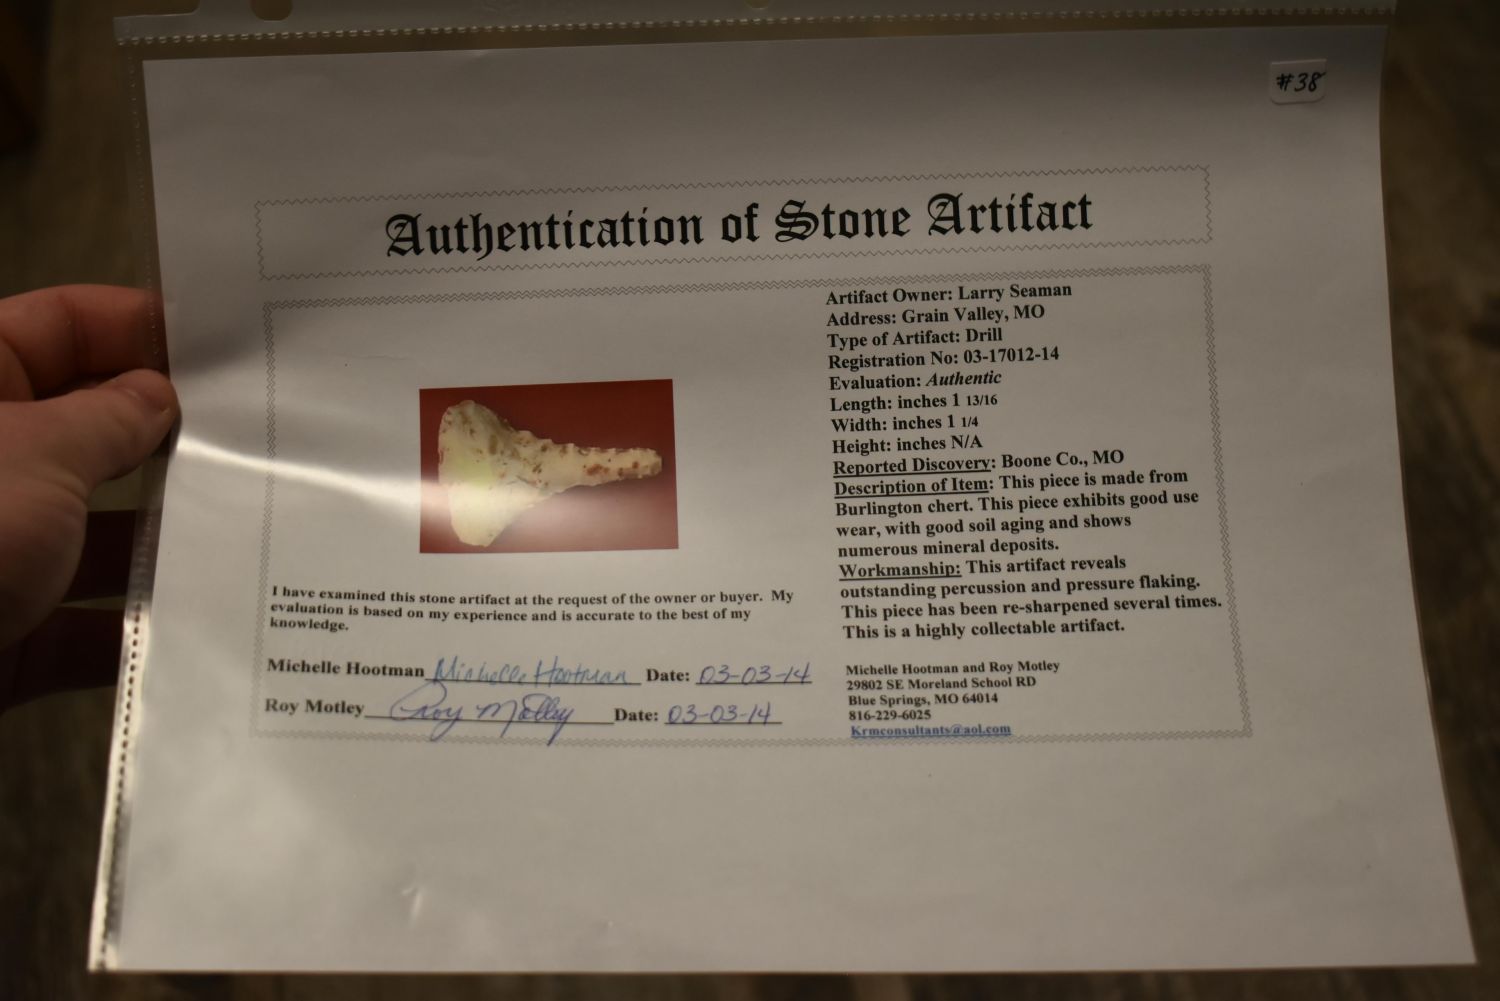 #38
Authentication of Stone Artifact
Artifact Owner: Larry Seaman
Address: Grain Valley, MO
Type of Artifact: Drill
Registration No: 03-17012-14
Evaluation: Authentic
Length: inches 1 13/16
Width: inches 1 1/4
Height: inches N/A
Reported Discovery: Boone Co., MO
Description of Item: This piece is made from
Burlington chert. This piece exhibits good use
wear, with good soil aging and shows
numerous mineral deposits.
Workmanship: This artifact reveals
outstanding percussion and pressure flaking.
This piece has been re-sharpened several times.
This is a highly collectable artifact.
I have examined this stone artifact at the request of the owner or buyer. My
evaluation is based on my experience and is accurate to the best of my
knowledge.
Michelle Hootman Michelle Hootman Date: 03-03-14
Roy Motley Roy Motley Date: 03-03-14
Michelle Hootman and Roy Motley
29802 SE Moreland School RD
Blue Springs, MO 64014
816-229-6025
Krmconsultants@aol.com